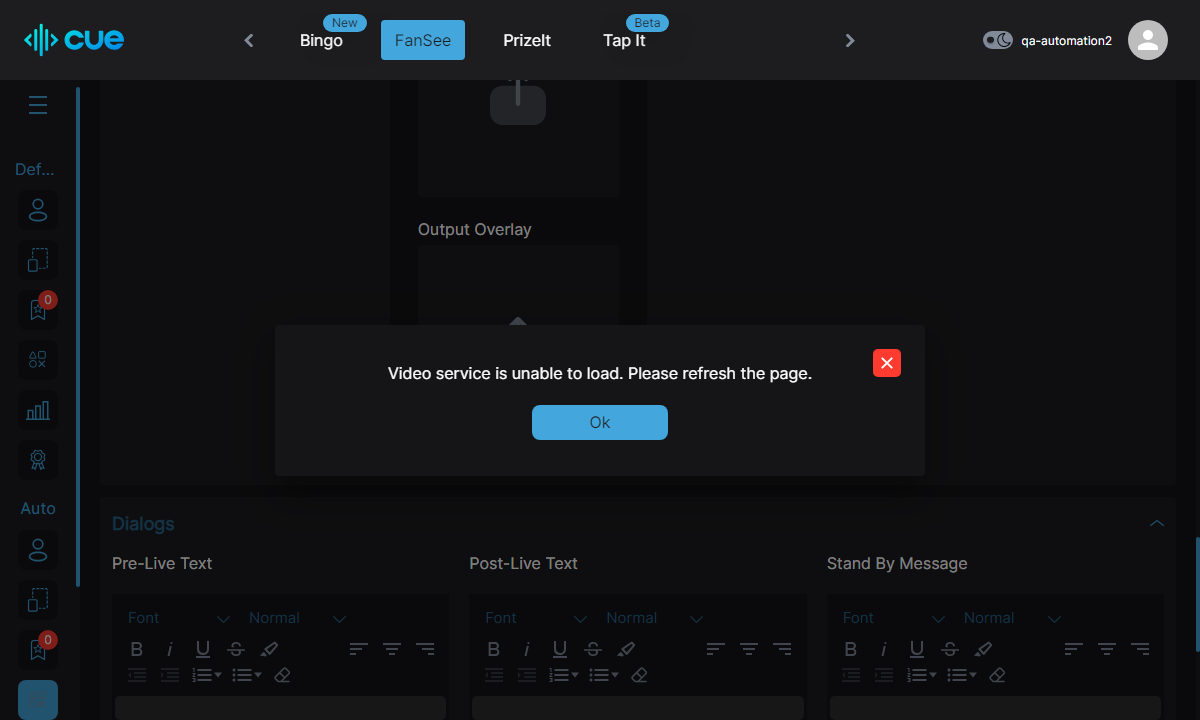 cue
Bingo
New
FanSee
PrizeIt
Tap It
Beta
qa-automation2
Def...
0
Auto
0
Output Overlay
Video service is unable to load. Please refresh the page.
Ok
Dialogs
Pre-Live Text
Post-Live Text
Stand By Message
Font Normal
Font Normal
Font Normal